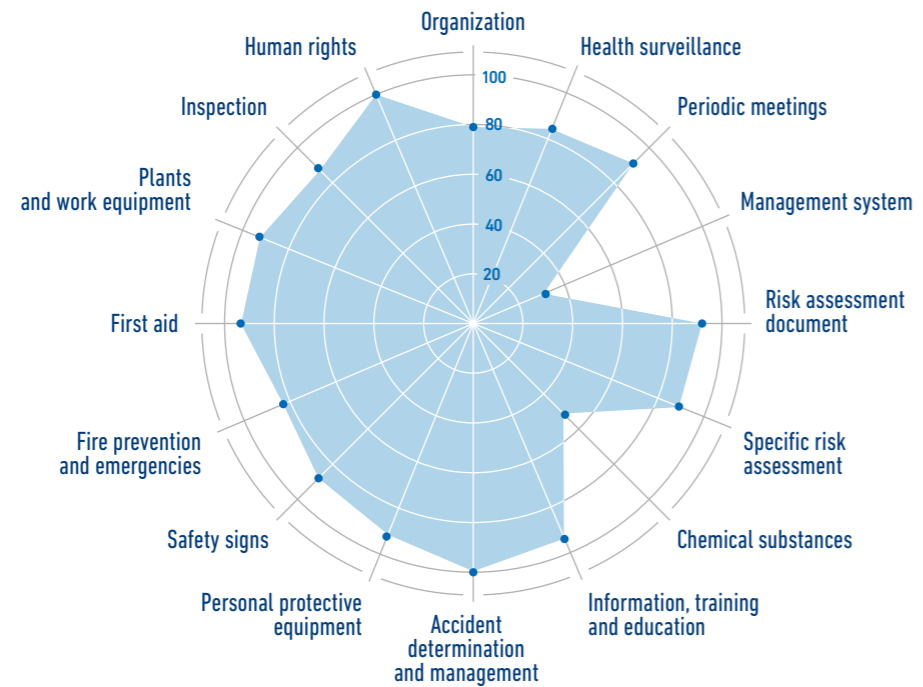 Organization
Human rights
Health surveillance
100
Inspection
Periodic meetings
80
Plants
and work equipment
60
Management system
40
20
First aid
Risk assessment
document
Fire prevention
and emergencies
Specific risk
assessment
Safety signs
Chemical substances
Personal protective
equipment
Information, training
and education
Accident
determination
and management